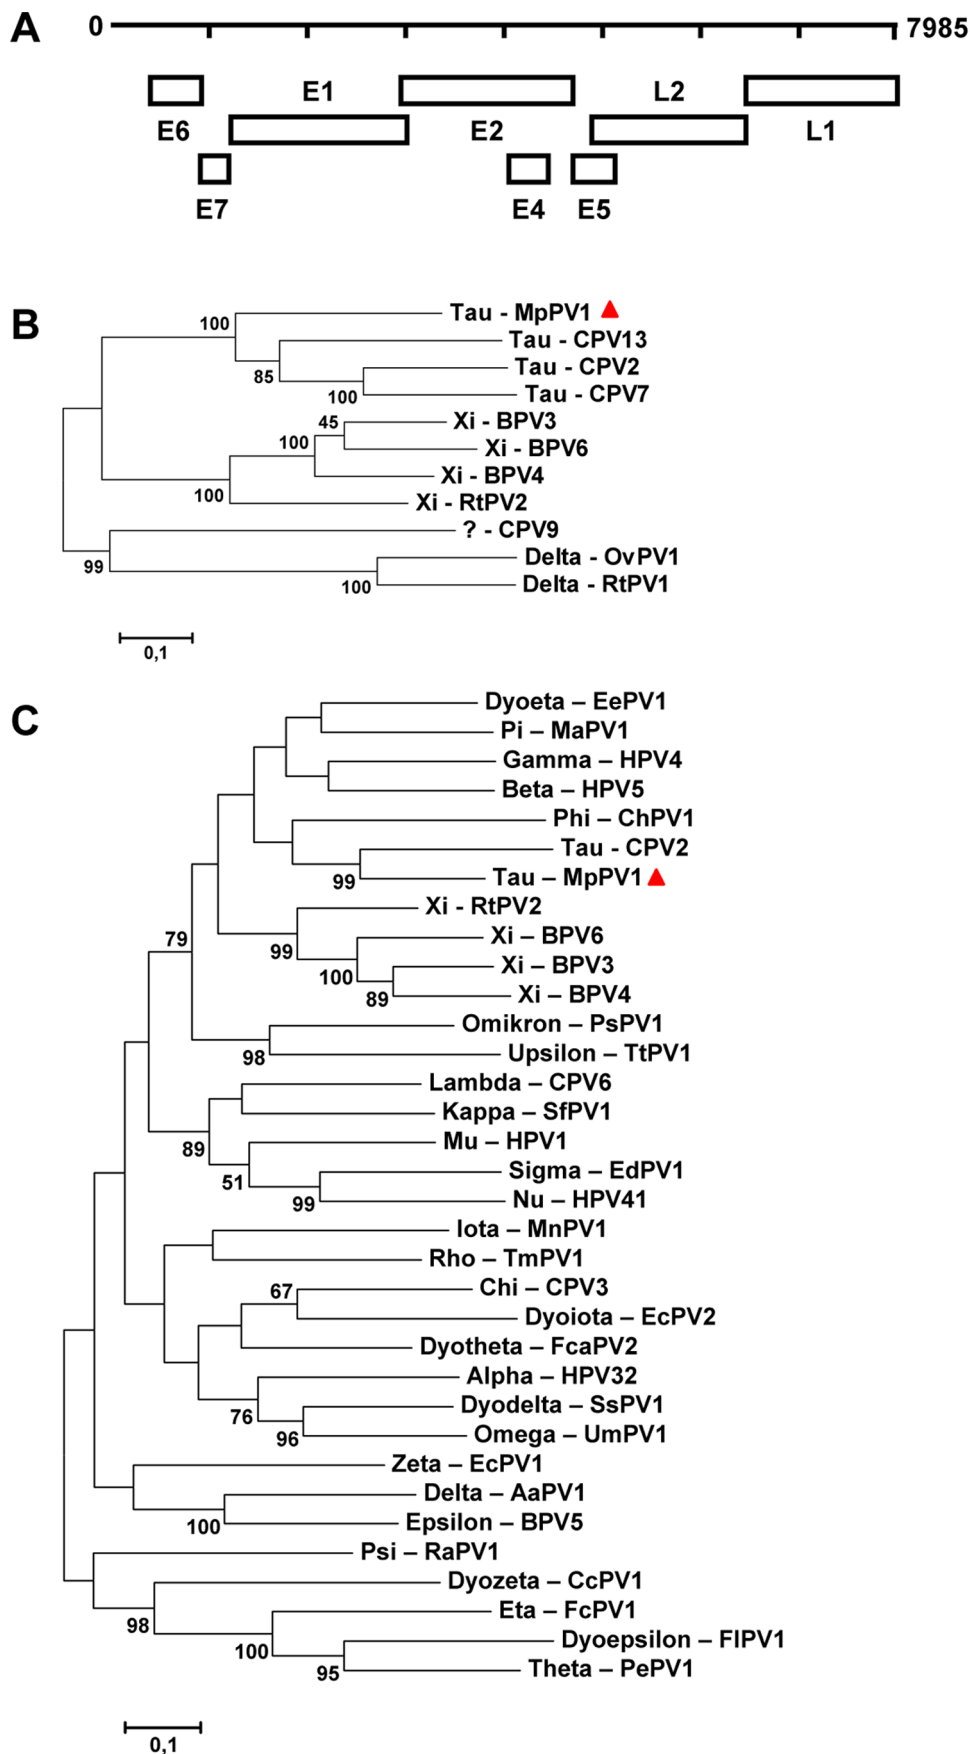 A
0
7985
E1
L2
E6
E2
L1
E7
E4
E5
B
Tau - MpPV1
100
Tau - CPV13
Tau - CPV2
85
Tau - CPV7
100
Xi - BPV3
45
Xi - BPV6
100
Xi - BPV4
100
Xi - RtPV2
? - CPV9
Delta - OvPV1
99
Delta - RtPV1
100
0,1
C
Dyoeta – EePV1
Pi – MaPV1
Gamma – HPV4
Beta – HPV5
Phi – ChPV1
Tau - CPV2
Tau – MpPV1
99
Xi - RtPV2
79
Xi – BPV6
99
Xi – BPV3
100
Xi – BPV4
89
Omikron – PsPV1
Upsilon – TtPV1
98
Lambda – CPV6
Kappa – SfPV1
Mu – HPV1
89
Sigma – EdPV1
51
Nu – HPV41
99
Iota – MnPV1
Rho – TmPV1
Chi – CPV3
67
Dyoiota – EcPV2
Dyotheta – FcaPV2
Alpha – HPV32
Dyodelta – SsPV1
76
Omega – UmPV1
96
Zeta – EcPV1
Delta – AaPV1
Epsilon – BPV5
100
Psi – RaPV1
Dyozeta – CcPV1
Eta – FcPV1
98
Dyoepsilon – FlPV1
100
Theta – PePV1
95
0,1